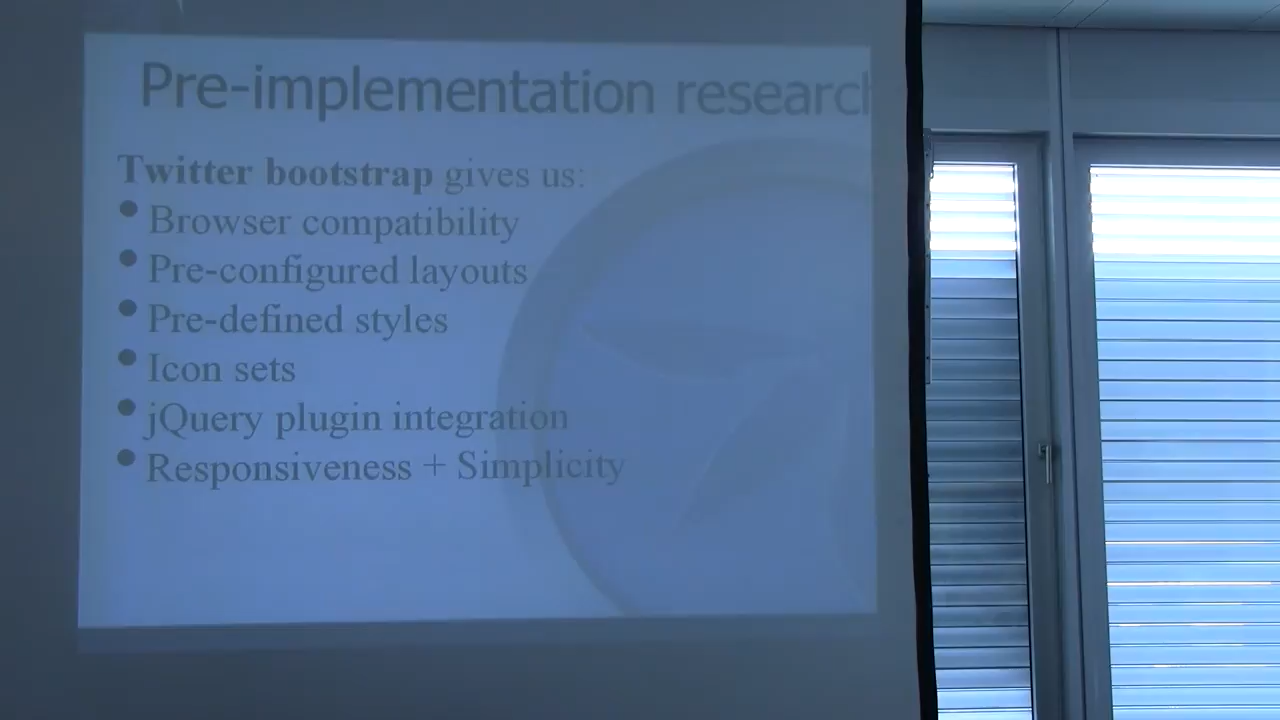 Pre-implementation research
Twitter bootstrap gives us:
• Browser compatibility
• Pre-configured layouts
• Pre-defined styles
• Icon sets
• jQuery plugin integration
• Responsiveness + Simplicity